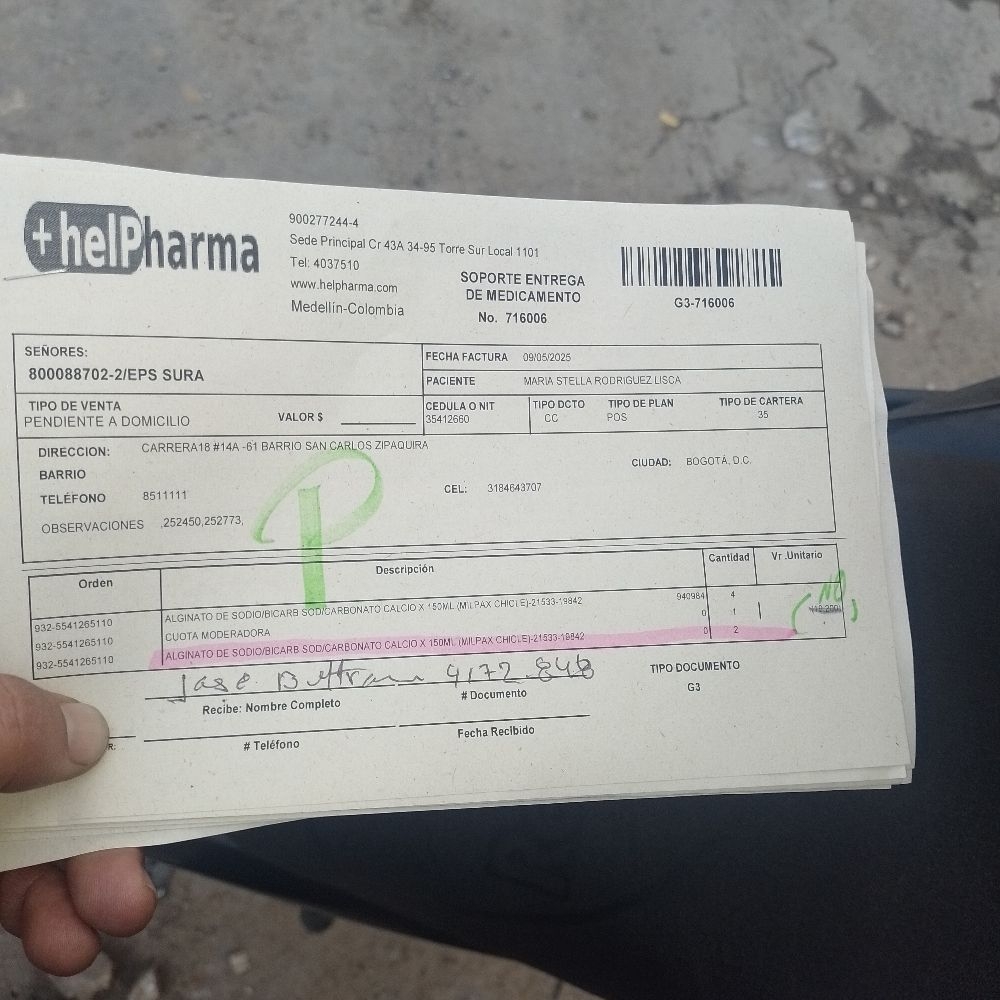 +helPharma
900277244-4
Sede Principal Cr 43A 34-95 Torre Sur Local 1101
Tel: 4037510
www.helpharma.com
Medellín-Colombia
SOPORTE ENTREGA
DE MEDICAMENTO
No. 716006
G3-716006
SEÑORES:
800088702-2/EPS SURA
FECHA FACTURA 09/05/2025
PACIENTE MARIA STELLA RODRIGUEZ LISCA
TIPO DE VENTA
PENDIENTE A DOMICILIO
VALOR $
CEDULA O NIT
35412660
TIPO DCTO
CC
TIPO DE PLAN
POS
TIPO DE CARTERA
35
DIRECCION: CARRERA18 #14A -61 BARRIO SAN CARLOS ZIPAQUIRA
BARRIO
CIUDAD: BOGOTÁ, D.C.
TELÉFONO 8511111
CEL: 3184643707
OBSERVACIONES ,252450,252773,
P
Orden Descripción Cantidad Vr .Unitario
932-5541265110 ALGINATO DE SODIO/BICARB SOD/CARBONATO CALCIO X 150ML (MILPAX CHICLE)-21533-19842 940984 4
932-5541265110 CUOTA MODERADORA 0 1
NO
932-5541265110 ALGINATO DE SODIO/BICARB SOD/CARBONATO CALCIO X 150ML (MILPAX CHICLE)-21533-19842 0 2
Jose 4172 848
Recibe: Nombre Completo
# Documento
TIPO DOCUMENTO
G3
# Teléfono
Fecha Recibido
R: